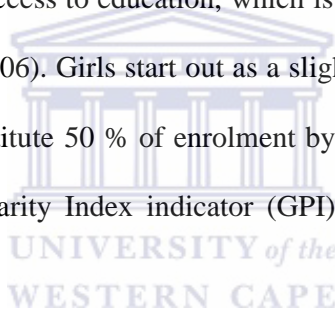 ccess to education, which is
06). Girls start out as a sligh
titute 50 % of enrolment by
arity Index indicator (GPI)
UNIVERSITY of the
WESTERN CAPE